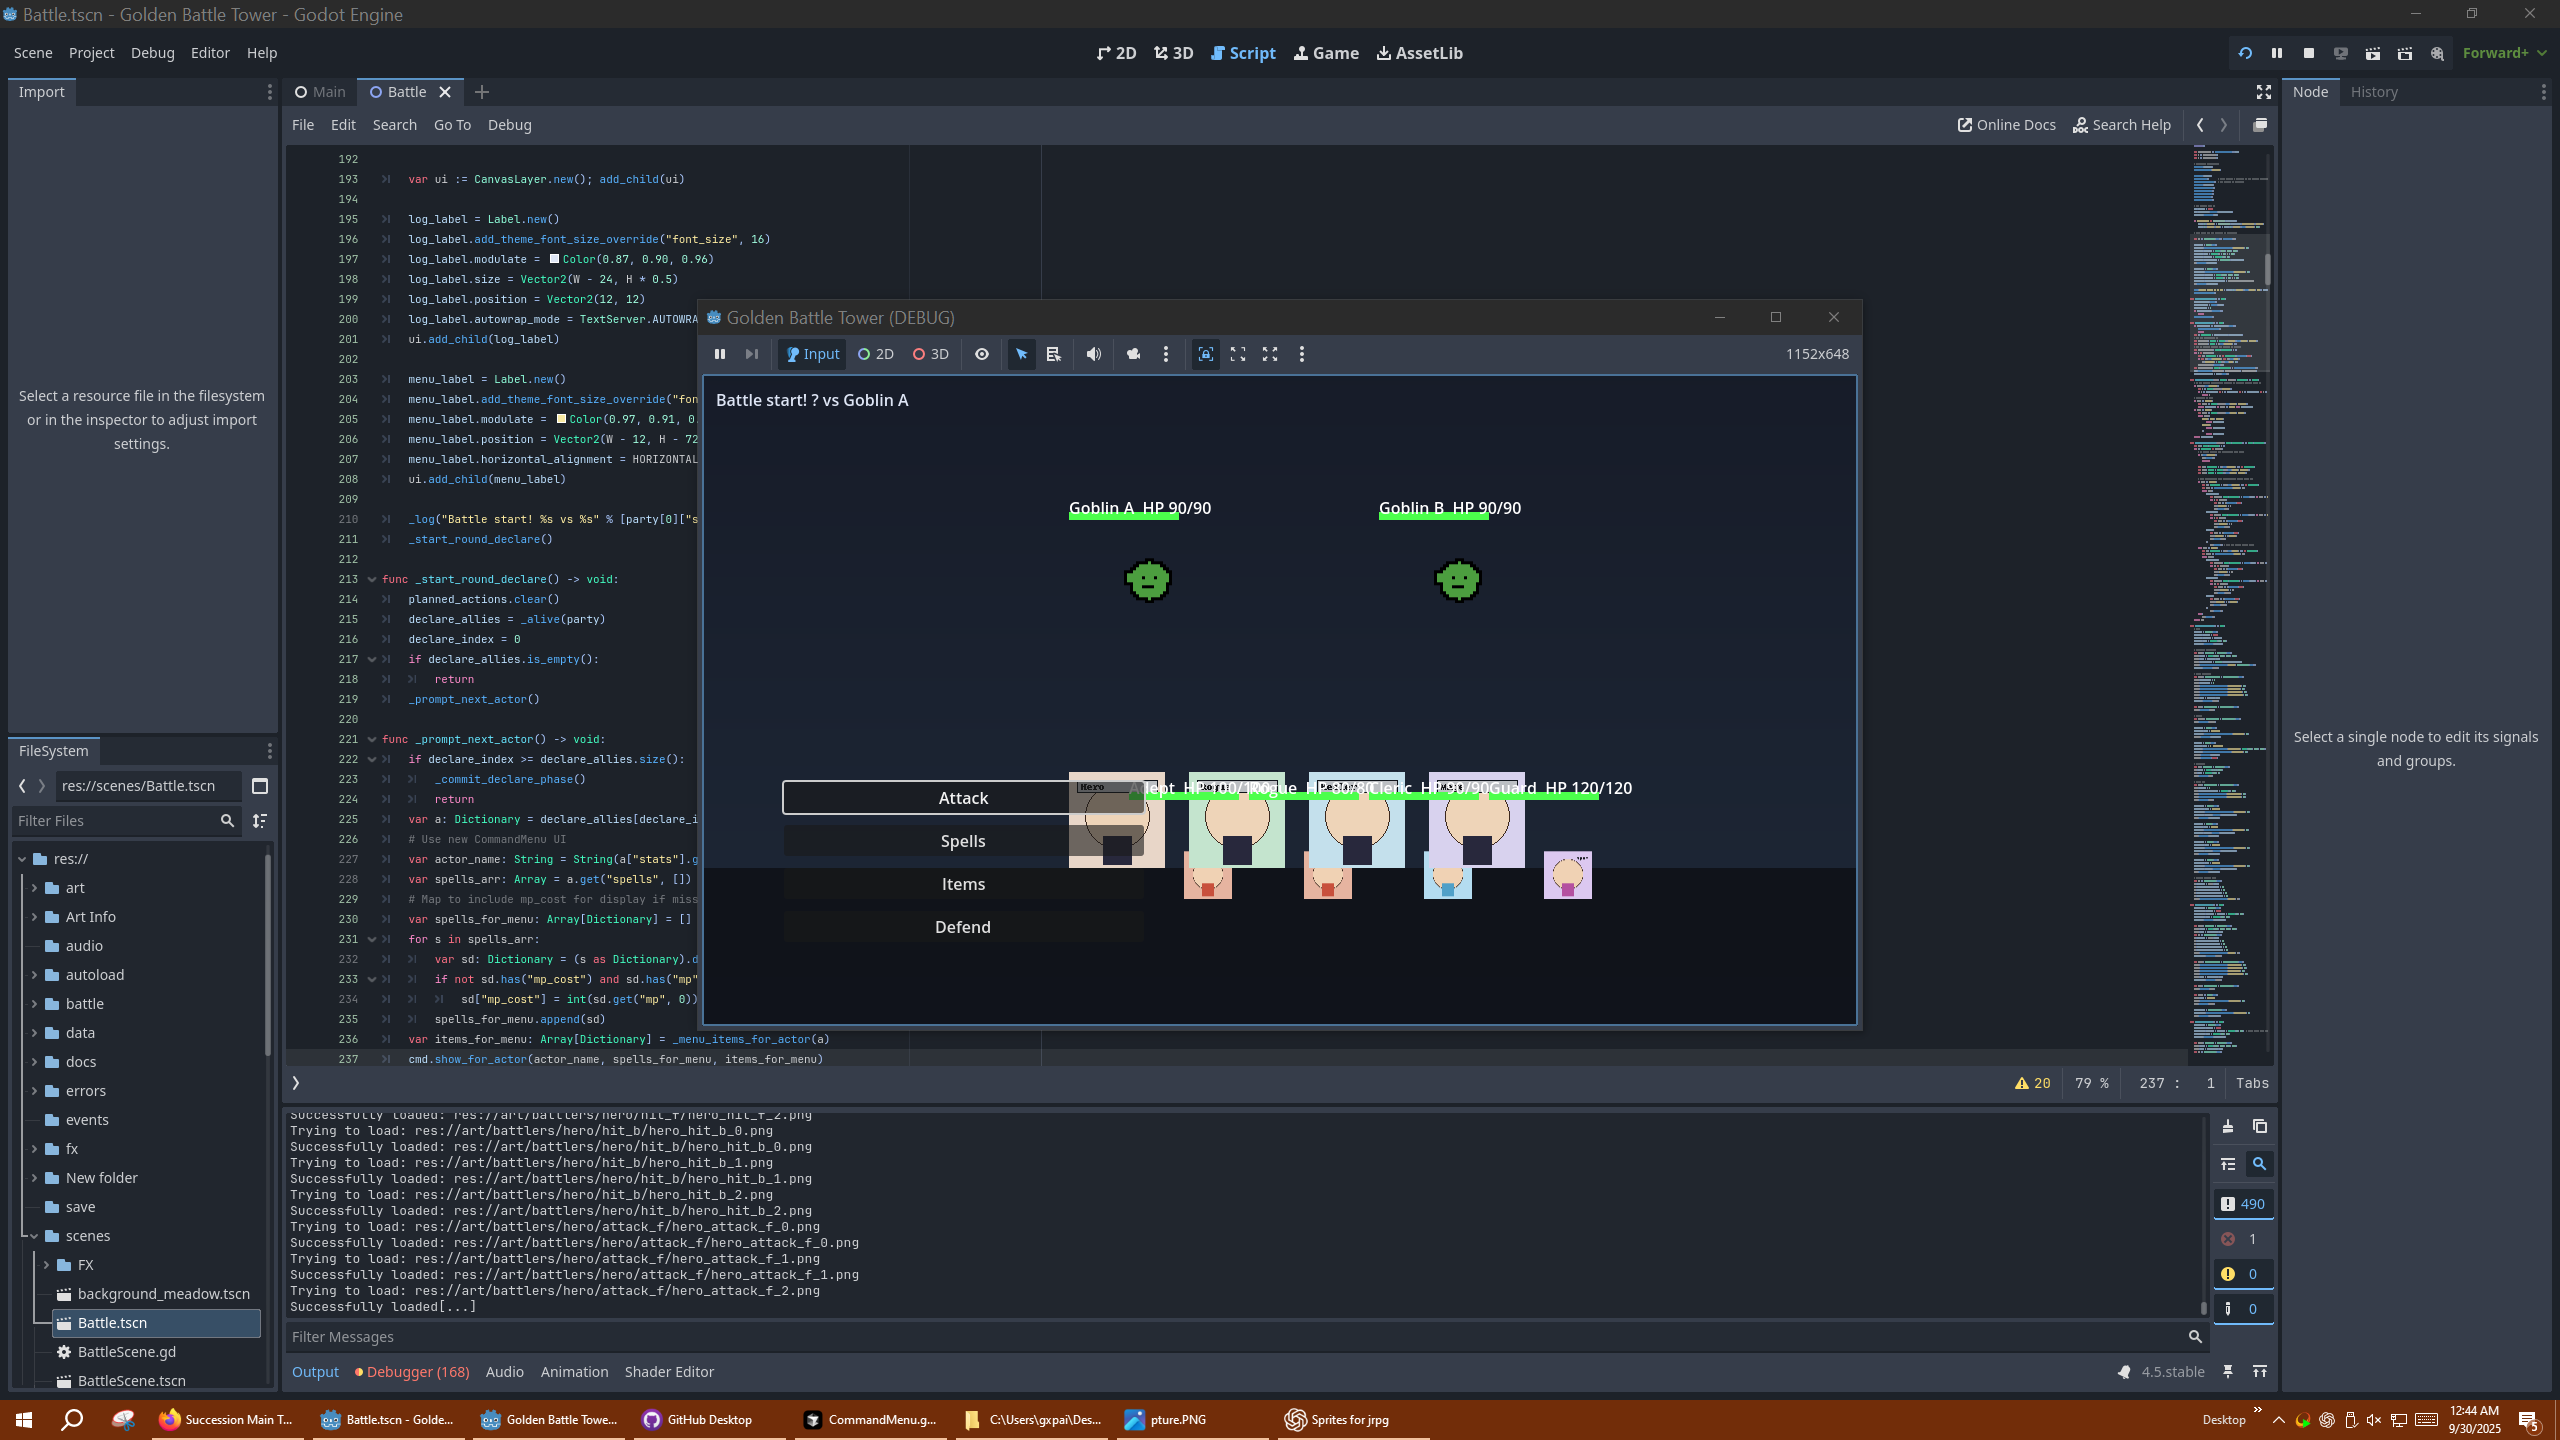 Battle.tscn - Golden Battle Tower - Godot Engine
Scene Project Debug Editor Help
2D 3D Script Game AssetLib
Forward+
Import
Main Battle
Node History
File Edit Search Go To Debug
Online Docs Search Help
Select a resource file in the filesystem
or in the inspector to adjust import
settings.
192
193 var ui := CanvasLayer.new(); add_child(ui)
194
195 log_label = Label.new()
196 log_label.add_theme_font_size_override("font_size", 16)
197 log_label.modulate = Color(0.87, 0.90, 0.96)
198 log_label.size = Vector2(W - 24, H * 0.5)
199 log_label.position = Vector2(12, 12)
200 log_label.autowrap_mode = TextServer.AUTOWRA
201 ui.add_child(log_label)
202
203 menu_label = Label.new()
204 menu_label.add_theme_font_size_override("fon
205 menu_label.modulate = Color(0.97, 0.91, 0.
206 menu_label.position = Vector2(W - 12, H - 72
207 menu_label.horizontal_alignment = HORIZONTAL
208 ui.add_child(menu_label)
209
210 _log("Battle start! %s vs %s" % [party[0]["s
211 _start_round_declare()
212
213 func _start_round_declare() -> void:
214 planned_actions.clear()
215 declare_allies = _alive(party)
216 declare_index = 0
217 if declare_allies.is_empty():
218 return
219 _prompt_next_actor()
220
221 func _prompt_next_actor() -> void:
222 if declare_index >= declare_allies.size():
223 _commit_declare_phase()
224 return
225 var a: Dictionary = declare_allies[declare_i
226 # Use new CommandMenu UI
227 var actor_name: String = String(a["stats"].g
228 var spells_arr: Array = a.get("spells", [])
229 # Map to include mp_cost for display if miss
230 var spells_for_menu: Array[Dictionary] = []
231 for s in spells_arr:
232 var sd: Dictionary = (s as Dictionary).d
233 if not sd.has("mp_cost") and sd.has("mp"
234 sd["mp_cost"] = int(sd.get("mp", 0))
235 spells_for_menu.append(sd)
236 var items_for_menu: Array[Dictionary] = _menu_items_for_actor(a)
237 cmd.show_for_actor(actor_name, spells_for_menu, items_for_menu)
Golden Battle Tower (DEBUG)
Input 2D 3D
1152x648
Battle start! ? vs Goblin A
Goblin A HP 90/90
Goblin B HP 90/90
Hero
Guard HP 120/120
Attack
Spells
Items
Defend
Select a single node to edit its signals
and groups.
FileSystem
res://scenes/Battle.tscn
Filter Files
res://
art
Art Info
audio
autoload
battle
data
docs
errors
events
fx
New folder
save
scenes
FX
background_meadow.tscn
Battle.tscn
BattleScene.gd
BattleScene.tscn
20 79 % 237 : 1 Tabs
Successfully loaded: res://art/battlers/hero/hit_f/hero_hit_f_2.png
Trying to load: res://art/battlers/hero/hit_b/hero_hit_b_0.png
Successfully loaded: res://art/battlers/hero/hit_b/hero_hit_b_0.png
Trying to load: res://art/battlers/hero/hit_b/hero_hit_b_1.png
Successfully loaded: res://art/battlers/hero/hit_b/hero_hit_b_1.png
Trying to load: res://art/battlers/hero/hit_b/hero_hit_b_2.png
Successfully loaded: res://art/battlers/hero/hit_b/hero_hit_b_2.png
Trying to load: res://art/battlers/hero/attack_f/hero_attack_f_0.png
Successfully loaded: res://art/battlers/hero/attack_f/hero_attack_f_0.png
Trying to load: res://art/battlers/hero/attack_f/hero_attack_f_1.png
Successfully loaded: res://art/battlers/hero/attack_f/hero_attack_f_1.png
Trying to load: res://art/battlers/hero/attack_f/hero_attack_f_2.png
Successfully loaded[...]
490
1
0
0
Filter Messages
Output Debugger (168) Audio Animation Shader Editor
4.5.stable
Succession Main T...
Battle.tscn - Golde...
Golden Battle Towe...
GitHub Desktop
CommandMenu.g...
C:\Users\gxpai\Des...
pture.PNG
Sprites for jrpg
Desktop
12:44 AM
9/30/2025
5